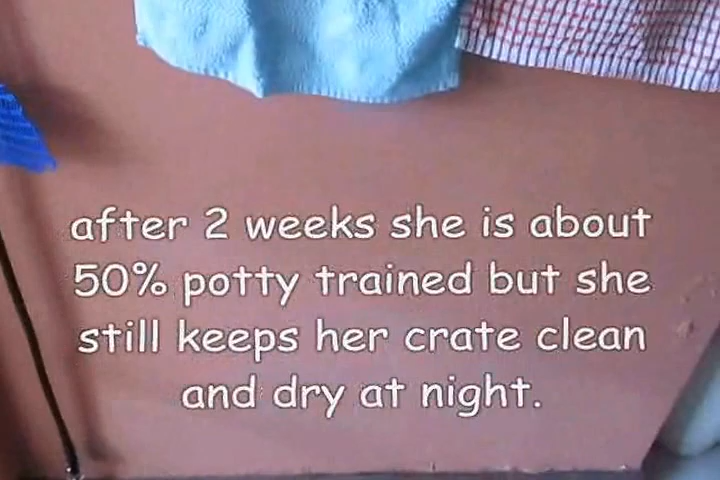 after 2 weeks she is about
50% potty trained but she
still keeps her crate clean
and dry at night.